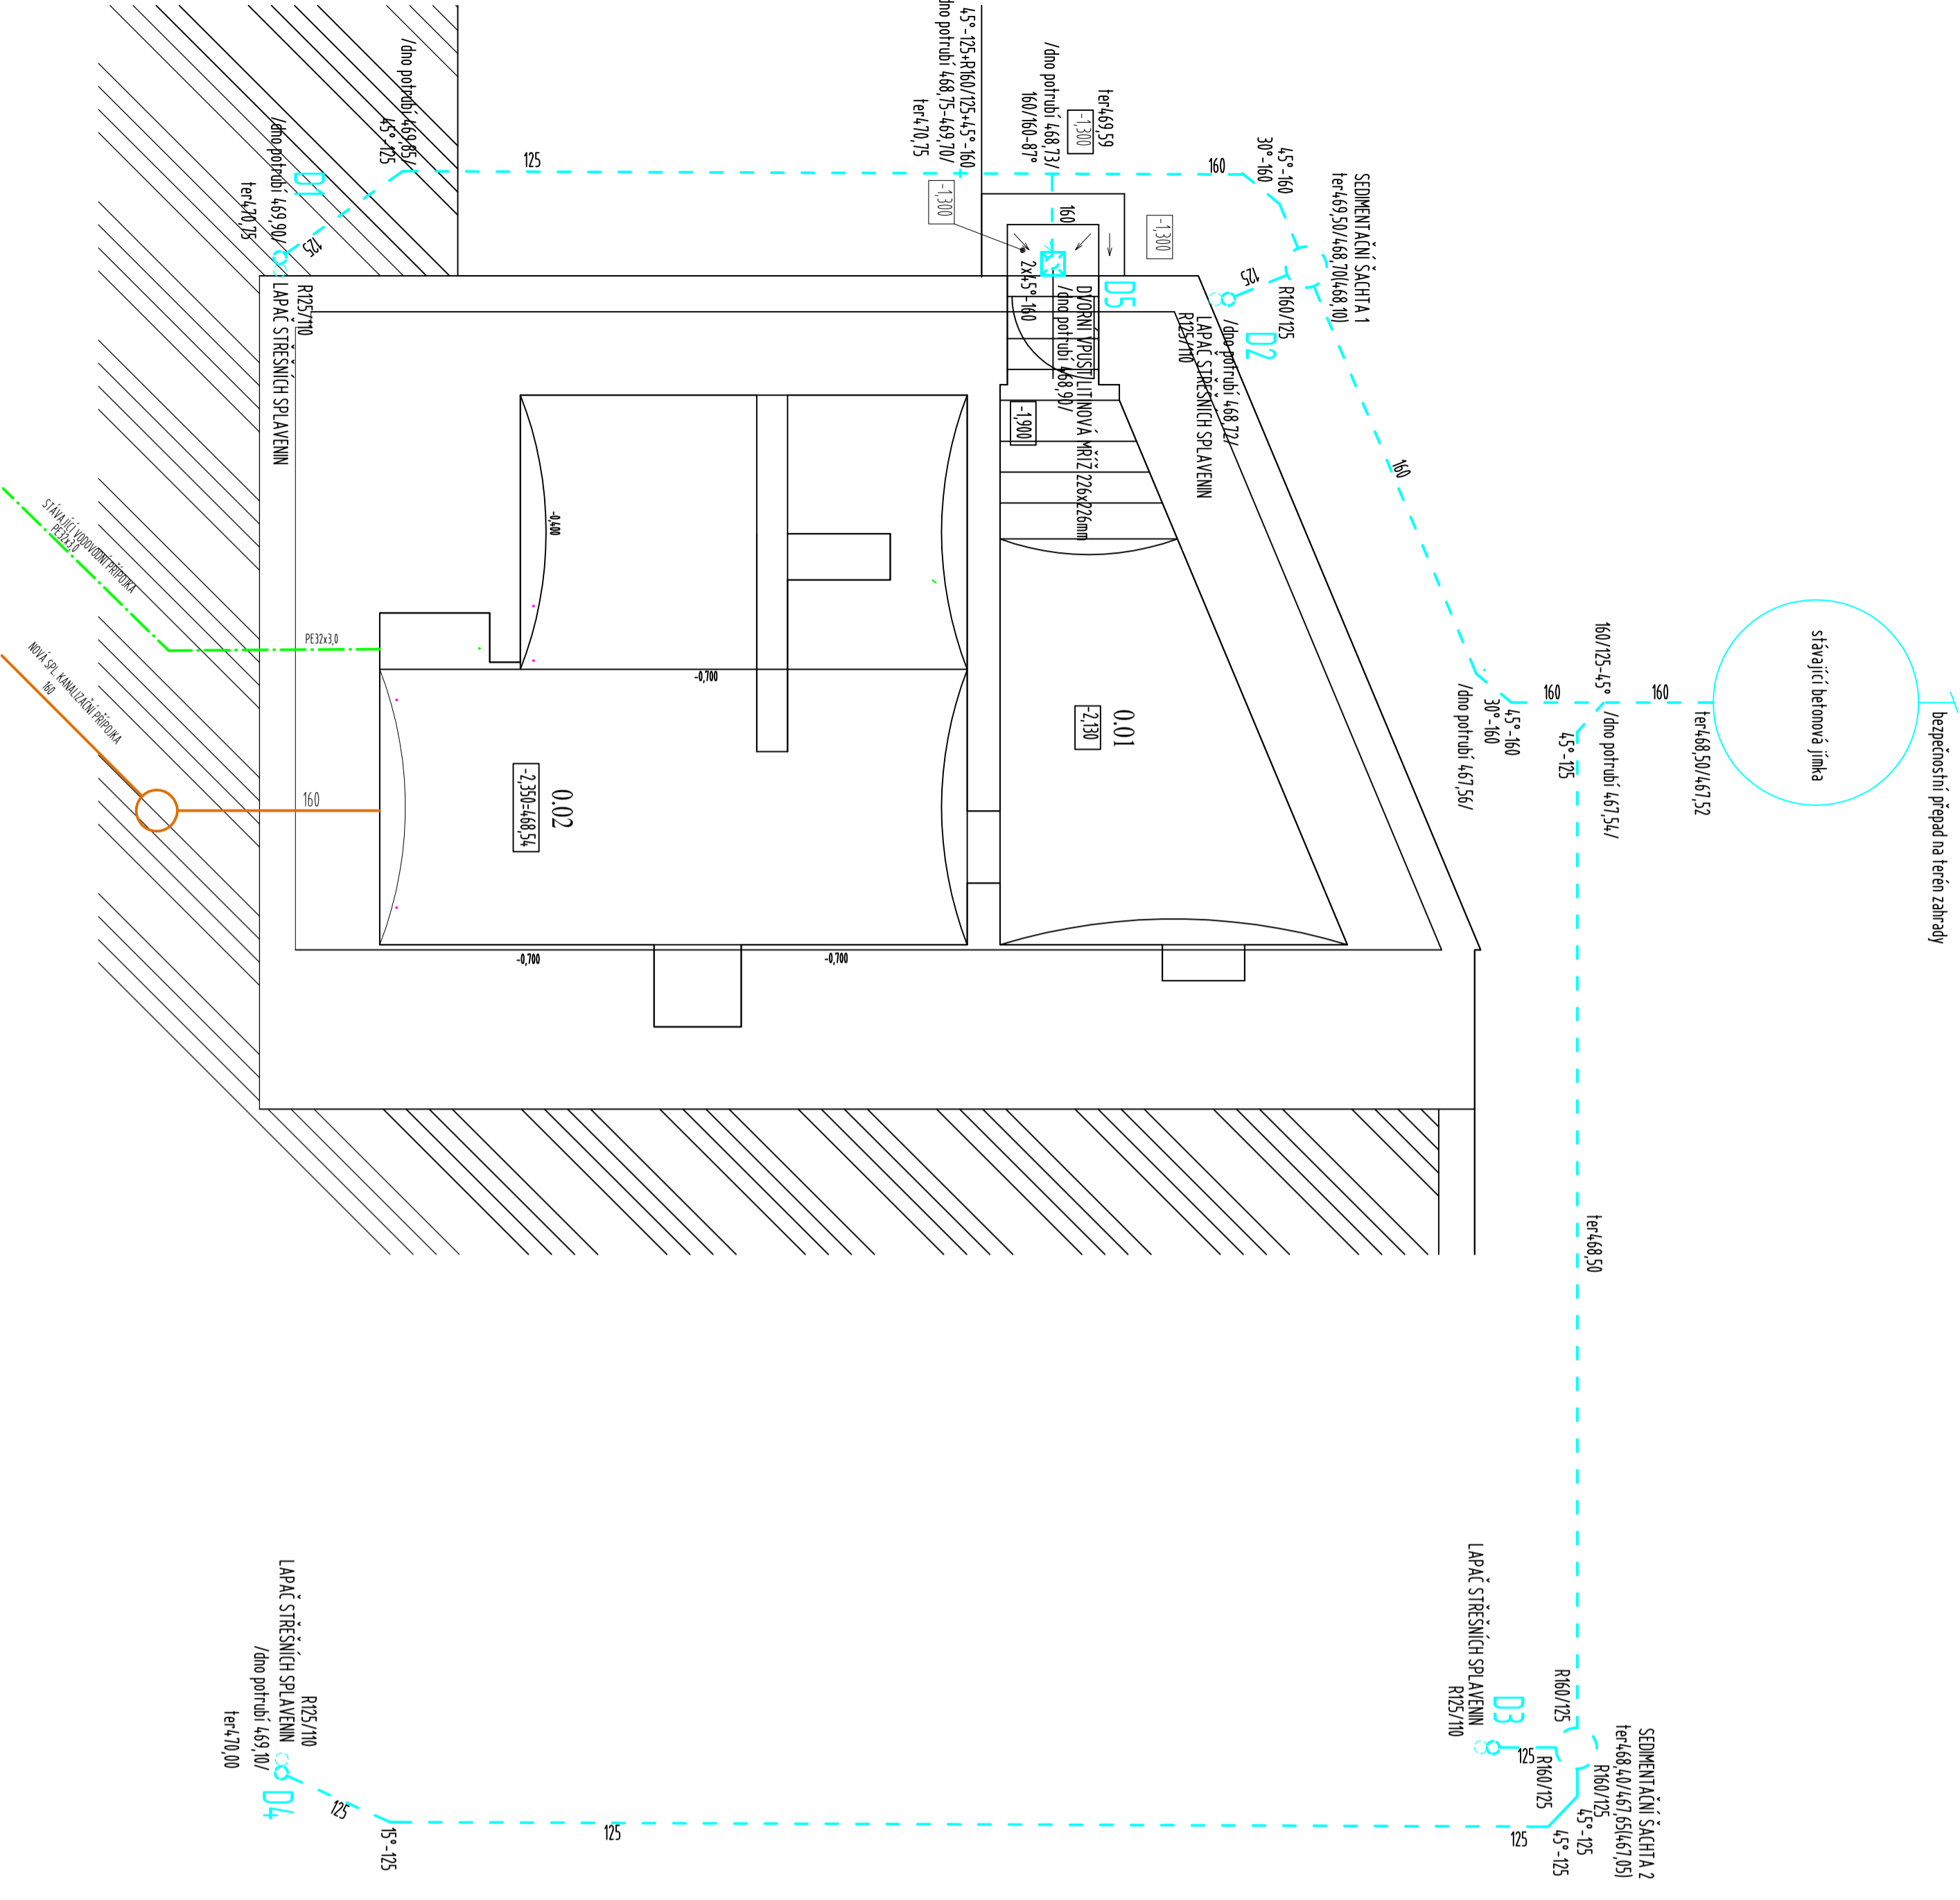 bezpečnostní přepad na terén zahrady
stávající betonová jímka
ter468,50/467,52
160
160/125-45°
/dno potrubí 467,54/
160
45°-125
45°-160
30°-160
/dno potrubí 467,56/
160
ter468,50
SEDIMENTAČNÍ ŠACHTA 1
ter469,50/468,70(468,10)
45°-160
30°-160
R160/125
125
D2
/dno potrubí 468,72/
LAPAČ STŘEŠNÍCH SPLAVENIN
R125/110
160
-1,300
ter469,59
-1,300
/dno potrubí 468,73/
160/160-87°
160
D5
DVORNÍ VPUSŤ/LITINOVÁ MŘÍŽ 226x226mm
/dno potrubí 468,90/
2x45°-160
-1,900
-1,300
45°-125+R160/125+45°-160
dno potrubí 468,75-469,70/
ter470,75
125
/dno potrubí 469,85/
45°-125
D1
125
/dno potrubí 469,90/
ter470,75
R125/110
LAPAČ STŘEŠNÍCH SPLAVENIN
-0,400
-0,700
0.01
-2,130
0.02
-2,350=468,54
-0,700
-0,700
STÁVAJÍCÍ VODOVODNÍ PŘÍPOJKA
PE32x3,0
PE32x3,0
NOVÁ SPL. KANALIZAČNÍ PŘÍPOJKA
160
160
SEDIMENTAČNÍ ŠACHTA 2
ter468,40/467,65(467,05)
R160/125
R160/125
R160/125
45°-125
45°-125
125
D3
LAPAČ STŘEŠNÍCH SPLAVENIN
R125/110
125
125
15°-125
125
D4
R125/110
LAPAČ STŘEŠNÍCH SPLAVENIN
/dno potrubí 469,10/
ter470,00